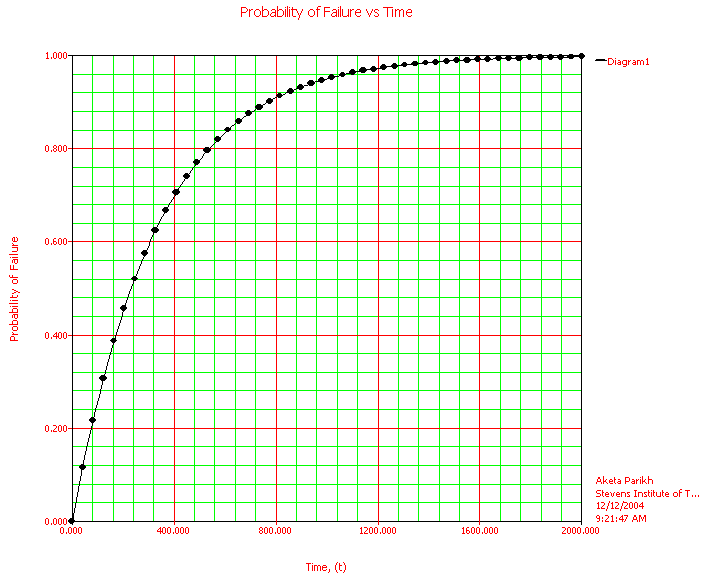 Probability of Failure vs Time
1.000
0.800
0.600
0.400
0.200
0.000
Probability of Failure
0.000
400.000
800.000
1200.000
1600.000
2000.000
Time, (t)
Diagram1
Aketa Parikh
Stevens Institute of T...
12/12/2004
9:21:47 AM